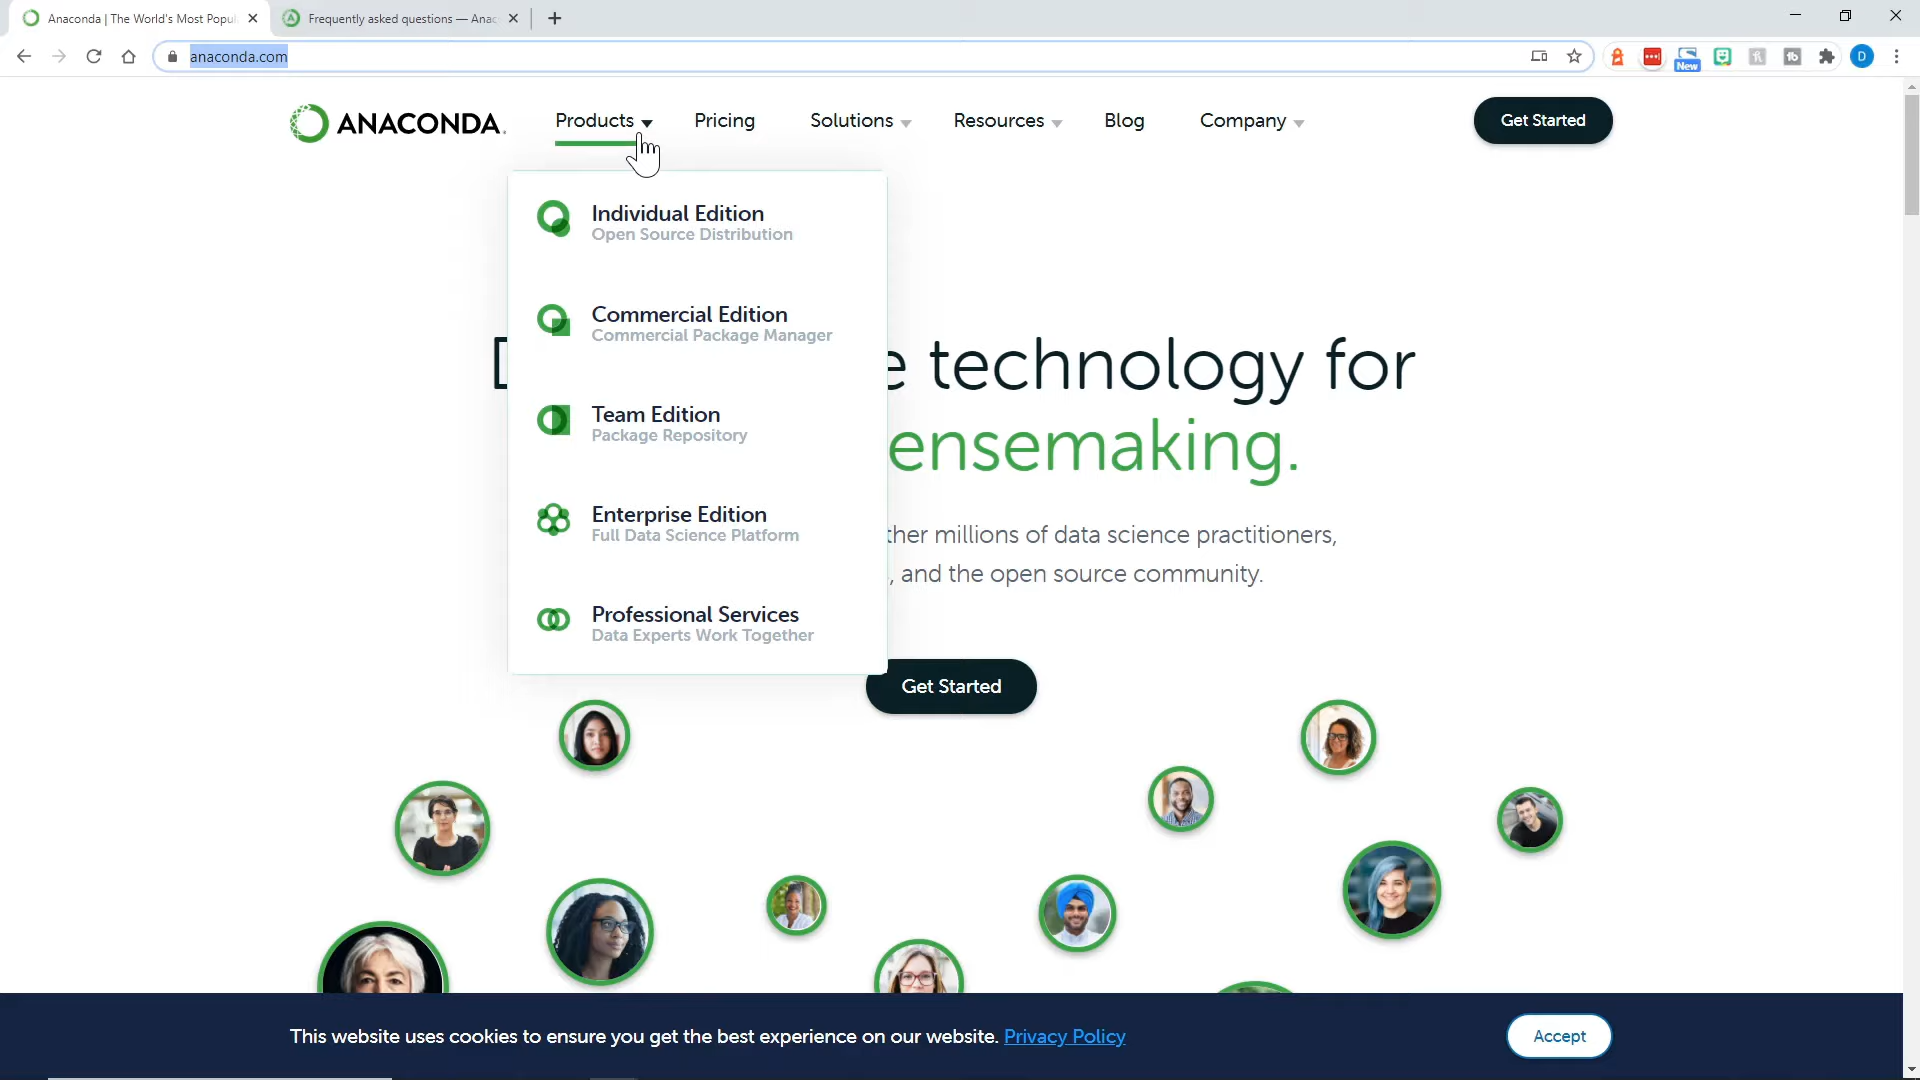 Anaconda | The World's Most Popul
Frequently asked questions — Anac
anaconda.com
New
D
ANACONDA.
Products
Pricing
Solutions
Resources
Blog
Company
Get Started
Individual Edition
Open Source Distribution
Commercial Edition
Commercial Package Manager
Team Edition
Package Repository
Enterprise Edition
Full Data Science Platform
Professional Services
Data Experts Work Together
e technology for
ensemaking.
ther millions of data science practitioners,
, and the open source community.
Get Started
This website uses cookies to ensure you get the best experience on our website. Privacy Policy
Accept